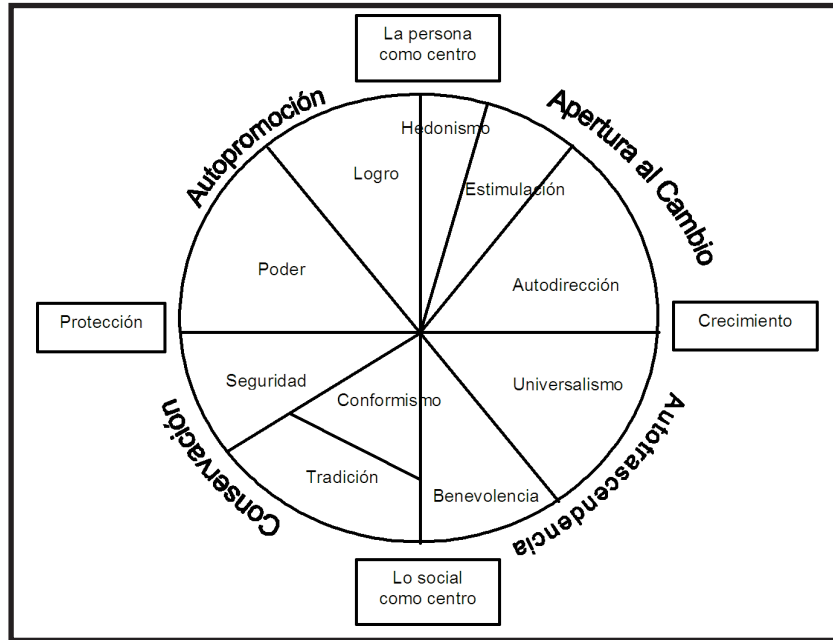 La persona
como centro
Autopromoción
Apertura al Cambio
Hedonismo
Logro
Estimulación
Poder
Autodirección
Protección
Crecimiento
Seguridad
Universalismo
Conformismo
Tradición
Benevolencia
Conservación
Autotrascendencia
Lo social
como centro